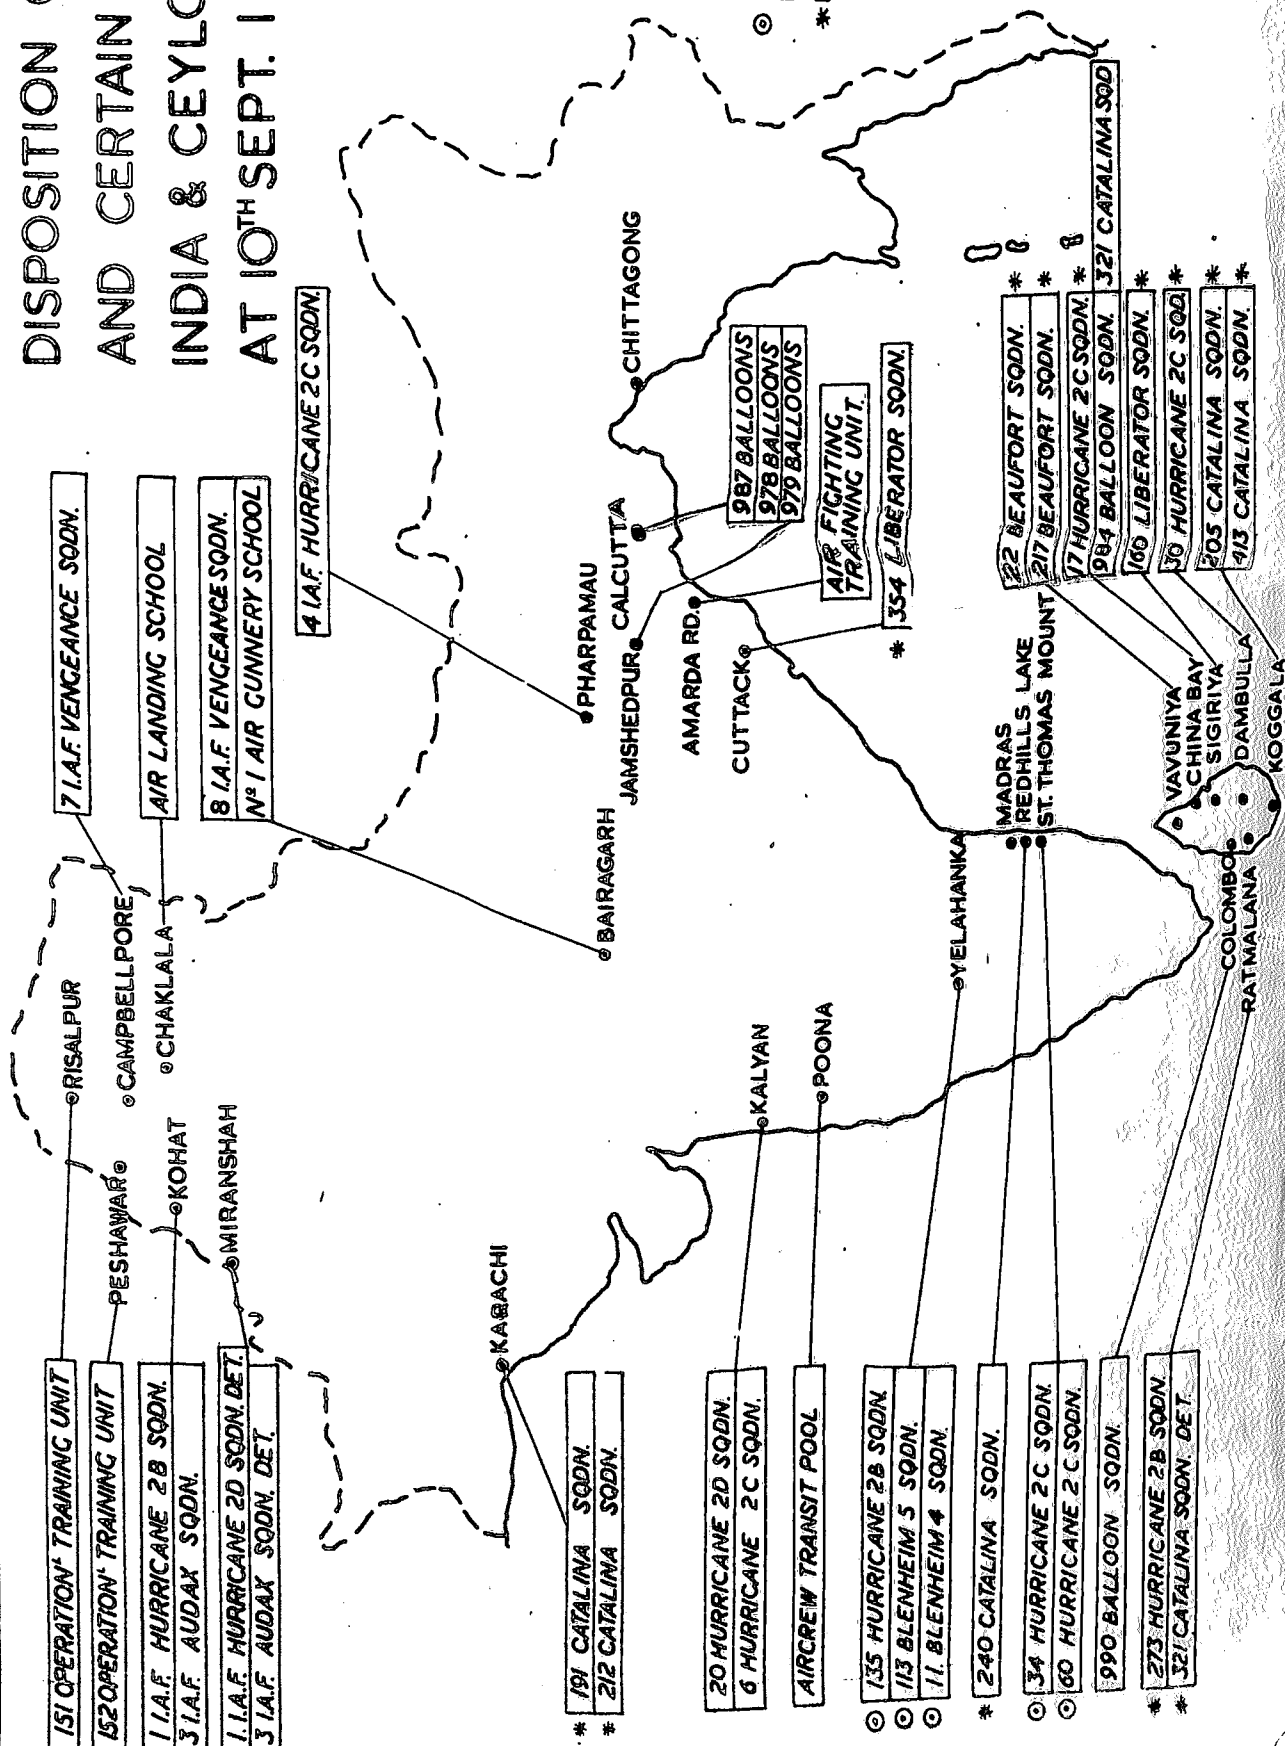 DISPOSITION
AND CERTAIN
INDIA & CEYLO
AT 10TH SEPT. 1
151 OPERATION' TRAINING UNIT
RISALPUR
152 OPERATION' TRAINING UNIT
PESHAWAR
7 I.A.F. VENGEANCE SQDN.
CAMPBELLPORE
AIR LANDING SCHOOL
CHAKLALA
1 I.A.F. HURRICANE 2B SQDN.
3 I.A.F. AUDAX SQDN.
KOHAT
1. I.A.F. HURRICANE 2D SQDN. DET.
3 I.A.F. AUDAX SQDN. DET.
MIRANSHAH
8 I.A.F. VENGEANCE SQDN.
Nº 1 AIR GUNNERY SCHOOL
BAIRAGARH
4 I.A.F. HURRICANE 2C SQDN.
PHARPAMAU
KARACHI
* 191 CATALINA SQDN.
* 212 CATALINA SQDN.
JAMSHEDPUR
CALCUTTA
CHITTAGONG
987 BALLOONS
978 BALLOONS
979 BALLOONS
AMARDA RD.
AIR FIGHTING
TRAINING UNIT.
CUTTACK
* 354 LIBERATOR SQDN.
20 HURRICANE 2D SQDN.
6 HURRICANE 2C SQDN.
KALYAN
AIRCREW TRANSIT POOL
POONA
⊙ 135 HURRICANE 2B SQDN.
⊙ 113 BLENHEIM 5 SQDN.
⊙ 11 BLENHEIM 4 SQDN.
YELAHANKA
* 240 CATALINA SQDN.
⊙ 34 HURRICANE 2C SQDN.
⊙ 60 HURRICANE 2C SQDN.
MADRAS
REDHILLS LAKE
ST. THOMAS MOUNT
990 BALLOON SQDN.
COLOMBO
* 273 HURRICANE 2B SQDN.
* 321 CATALINA SQDN. DET.
RATMALANA
22 BEAUFORT SQDN. *
217 BEAUFORT SQDN. *
VAVUNIYA
17 HURRICANE 2C SQDN. *
984 BALLOON SQDN.
321 CATALINA SQD
CHINA BAY
160 LIBERATOR SQDN. *
SIGIRIYA
30 HURRICANE 2C SQD. *
DAMBULLA
205 CATALINA SQDN. *
413 CATALINA SQDN. *
KOGGALA
⊙
*